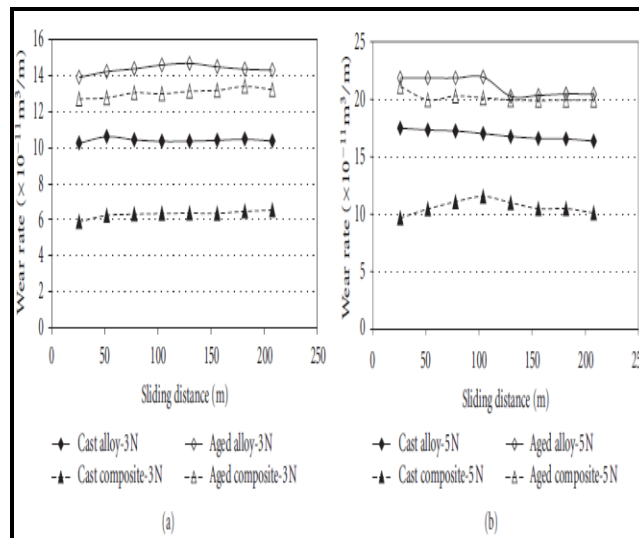 16
14
12
10
8
6
4
2
0
Wear rate (×10−11 m3/m)
0 50 100 150 200 250
Sliding distance (m)
Cast alloy-3N Aged alloy-3N
Cast composite-3N Aged composite-3N
(a)
25
20
15
10
5
0
Wear rate (×10−11 m3/m)
0 50 100 150 200 25
Sliding distance (m)
Cast alloy-5N Aged alloy-5N
Cast composite-5N Aged composite-5N
(b)